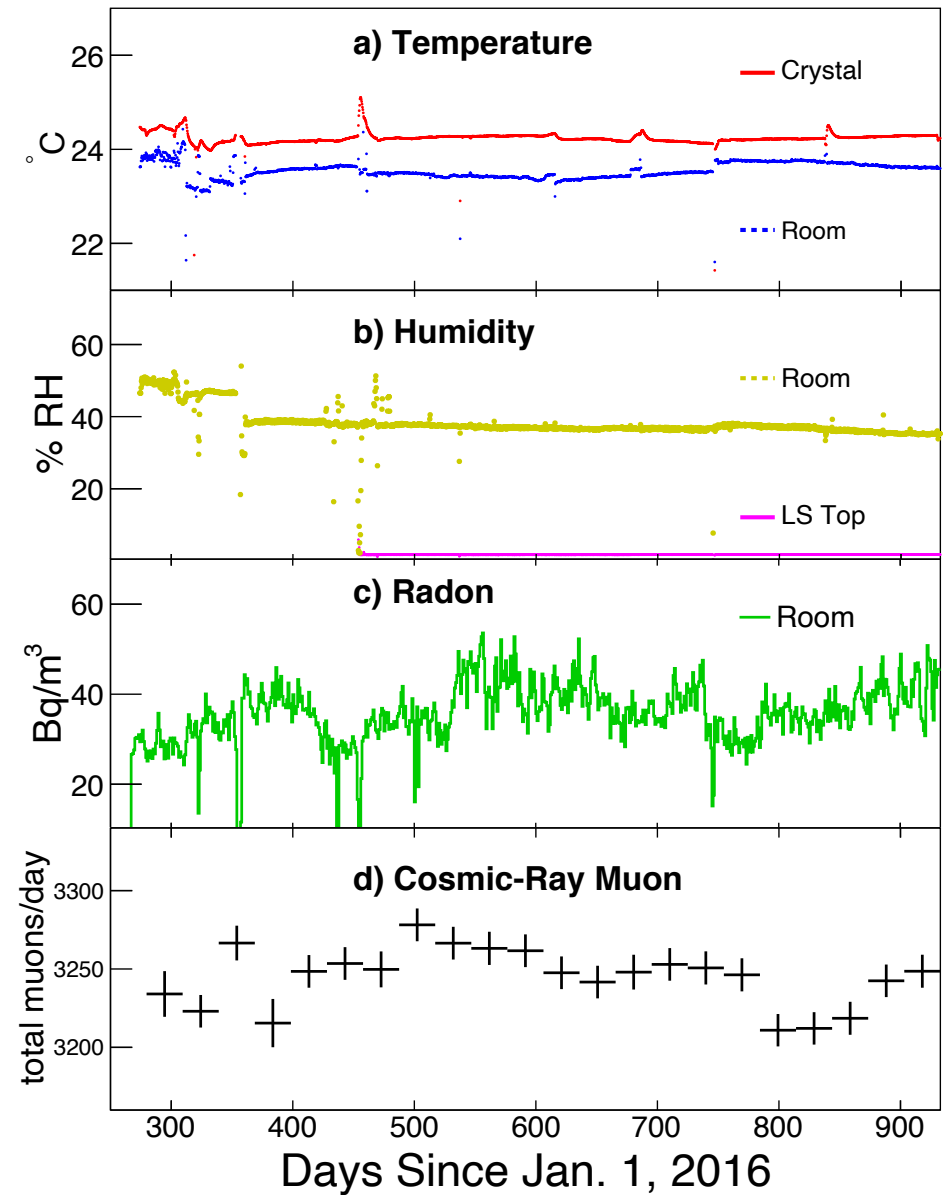 a) Temperature
26
Crystal
24
°C
Room
22
b) Humidity
60
Room
40
% RH
20
LS Top
c) Radon
60
Room
40
Bq/m³
20
d) Cosmic-Ray Muon
3300
3250
total muons/day
3200
300 400 500 600 700 800 900
Days Since Jan. 1, 2016